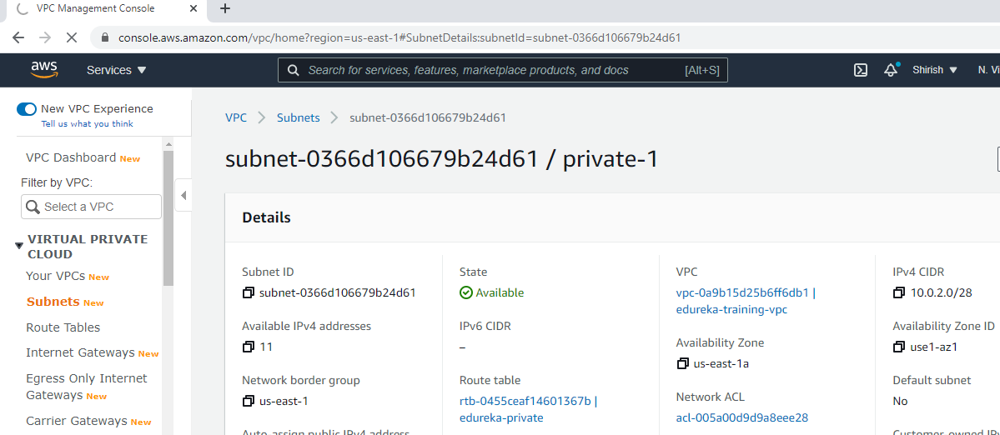 VPC Management Console
console.aws.amazon.com/vpc/home?region=us-east-1#SubnetDetails:subnetId=subnet-0366d106679b24d61
aws
Services
Search for services, features, marketplace products, and docs
[Alt+S]
Shirish
N. Vi
New VPC Experience
Tell us what you think
VPC Dashboard New
Filter by VPC:
Select a VPC
VIRTUAL PRIVATE
CLOUD
Your VPCs New
Subnets New
Route Tables
Internet Gateways New
Egress Only Internet
Gateways New
Carrier Gateways New
VPC
Subnets
subnet-0366d106679b24d61
subnet-0366d106679b24d61 / private-1
Details
Subnet ID
subnet-0366d106679b24d61
Available IPv4 addresses
11
Network border group
us-east-1
Auto-assign public IPv4 address
State
Available
IPv6 CIDR
–
Route table
rtb-0455ceaf14601367b |
edureka-private
VPC
vpc-0a9b15d25b6ff6db1 |
edureka-training-vpc
Availability Zone
us-east-1a
Network ACL
acl-005a00d9d9a8eee28
IPv4 CIDR
10.0.2.0/28
Availability Zone ID
use1-az1
Default subnet
No
Customer-owned IP